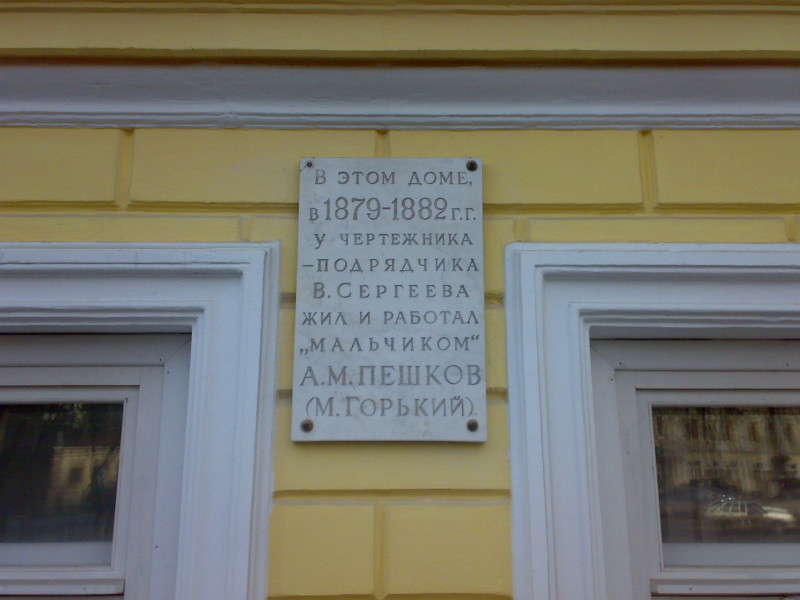 В ЭТОМ ДОМЕ,
В 1879-1882 Г.Г.
У ЧЕРТЕЖНИКА
-ПОДРЯДЧИКА
В. СЕРГЕЕВА
ЖИЛ И РАБОТАЛ
„МАЛЬЧИКОМ“
А.М. ПЕШКОВ
(М. ГОРЬКИЙ)